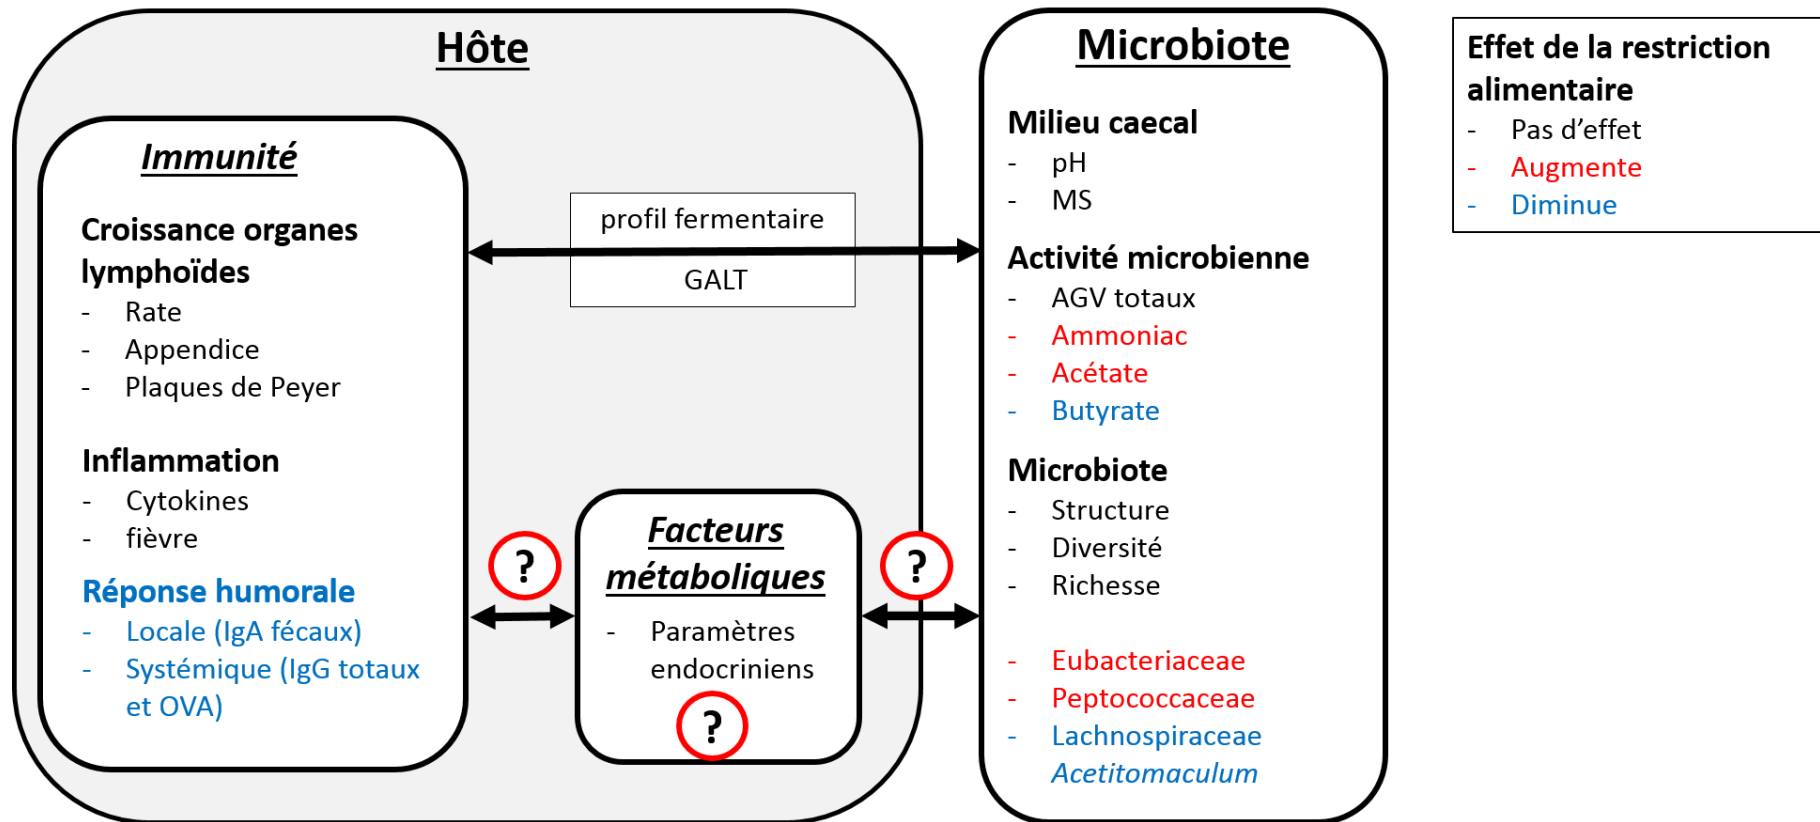 Hôte
Immunité
Croissance organes
lymphoïdes
- Rate
- Appendice
- Plaques de Peyer
Inflammation
- Cytokines
- fièvre
Réponse humorale
- Locale (IgA fécaux)
- Systémique (IgG totaux
et OVA)
profil fermentaire
GALT
?
Facteurs
métaboliques
- Paramètres
endocriniens
?
?
Microbiote
Milieu caecal
- pH
- MS
Activité microbienne
- AGV totaux
- Ammoniac
- Acétate
- Butyrate
Microbiote
- Structure
- Diversité
- Richesse
- Eubacteriaceae
- Peptococcaceae
- Lachnospiraceae
Acetitomaculum
Effet de la restriction
alimentaire
- Pas d'effet
- Augmente
- Diminue